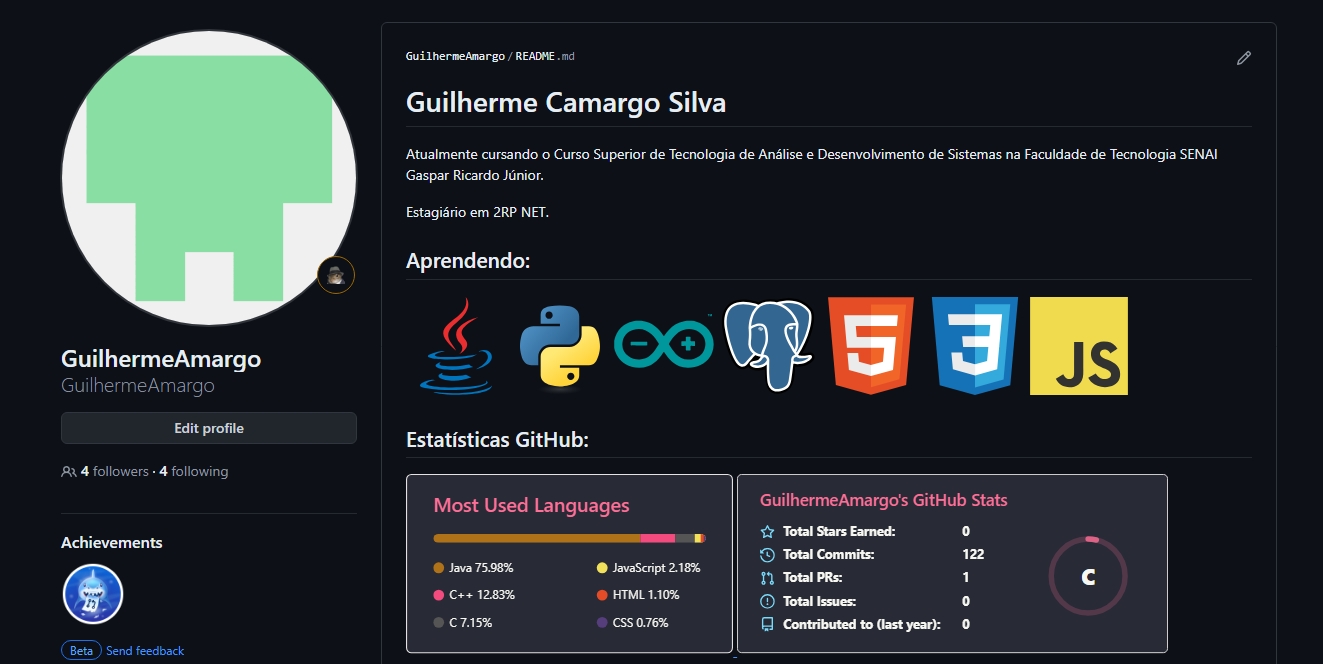 GuilhermeAmargo
GuilhermeAmargo
Edit profile
4 followers · 4 following
Achievements
Beta Send feedback
GuilhermeAmargo / README.md
Guilherme Camargo Silva
Atualmente cursando o Curso Superior de Tecnologia de Análise e Desenvolvimento de Sistemas na Faculdade de Tecnologia SENAI
Gaspar Ricardo Júnior.
Estagiário em 2RP NET.
Aprendendo:
TM
5
3
JS
Estatísticas GitHub:
Most Used Languages
Java 75.98%
C++ 12.83%
C 7.15%
JavaScript 2.18%
HTML 1.10%
CSS 0.76%
GuilhermeAmargo's GitHub Stats
Total Stars Earned: 0
Total Commits: 122
Total PRs: 1
Total Issues: 0
Contributed to (last year): 0
C